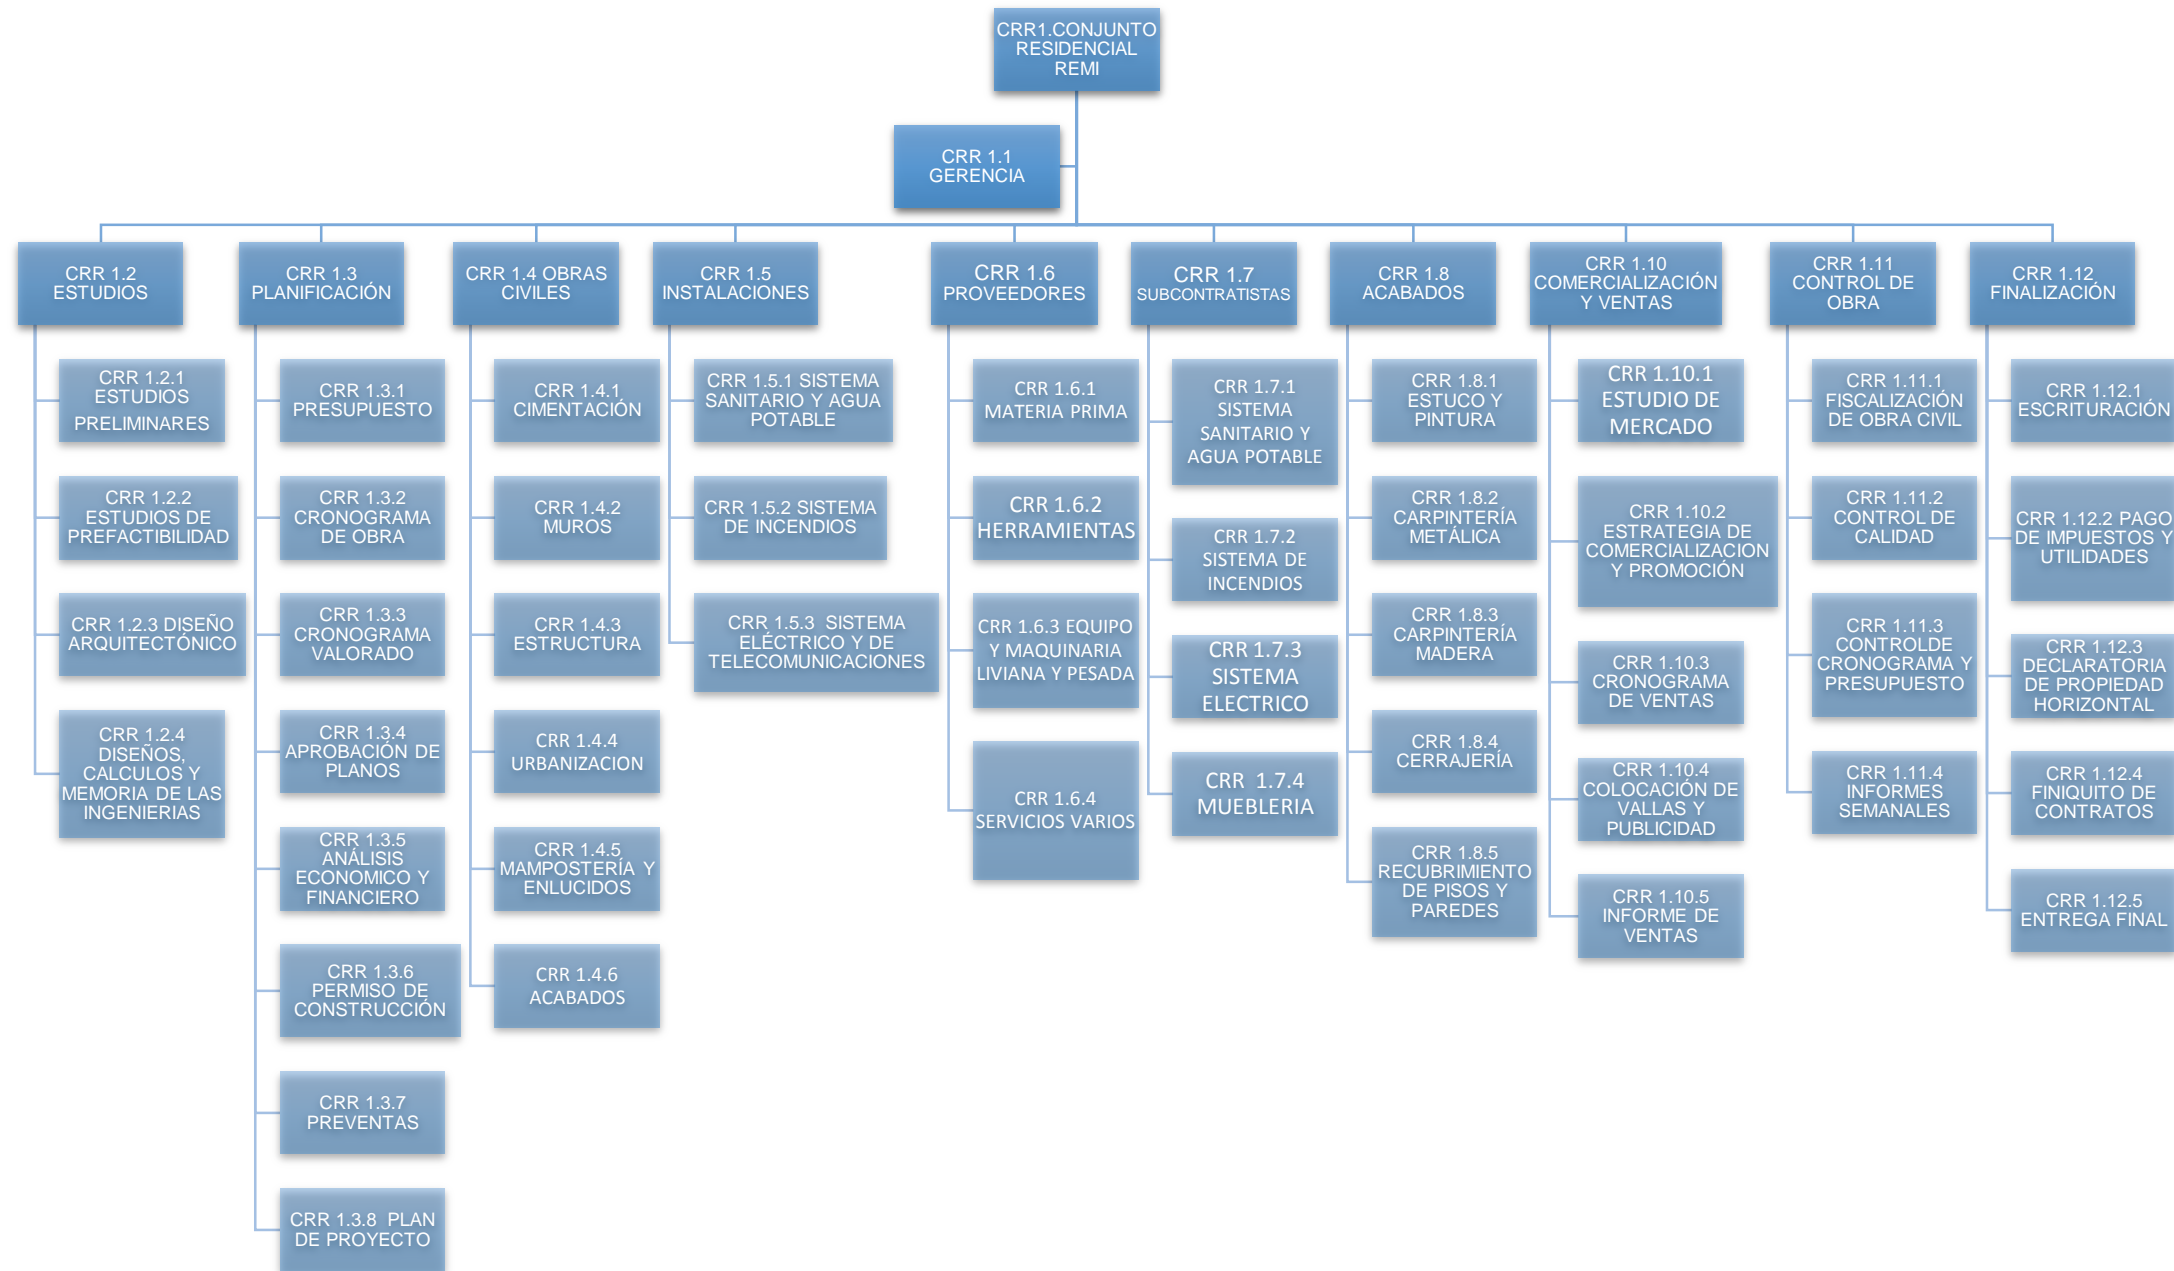 CRR1.CONJUNTO
RESIDENCIAL
REMI
CRR 1.1
GERENCIA
CRR 1.2
ESTUDIOS
CRR 1.2.1
ESTUDIOS
PRELIMINARES
CRR 1.2.2
ESTUDIOS DE
PREFACTIBILIDAD
CRR 1.2.3 DISEÑO
ARQUITECTÓNICO
CRR 1.2.4
DISEÑOS,
CALCULOS Y
MEMORIA DE LAS
INGENIERIAS
CRR 1.3
PLANIFICACIÓN
CRR 1.3.1
PRESUPUESTO
CRR 1.3.2
CRONOGRAMA
DE OBRA
CRR 1.3.3
CRONOGRAMA
VALORADO
CRR 1.3.4
APROBACIÓN DE
PLANOS
CRR 1.3.5
ANÁLISIS
ECONOMICO Y
FINANCIERO
CRR 1.3.6
PERMISO DE
CONSTRUCCIÓN
CRR 1.3.7
PREVENTAS
CRR 1.3.8 PLAN
DE PROYECTO
CRR 1.4 OBRAS
CIVILES
CRR 1.4.1
CIMENTACIÓN
CRR 1.4.2
MUROS
CRR 1.4.3
ESTRUCTURA
CRR 1.4.4
URBANIZACION
CRR 1.4.5
MAMPOSTERÍA Y
ENLUCIDOS
CRR 1.4.6
ACABADOS
CRR 1.5
INSTALACIONES
CRR 1.5.1 SISTEMA
SANITARIO Y AGUA
POTABLE
CRR 1.5.2 SISTEMA
DE INCENDIOS
CRR 1.5.3 SISTEMA
ELÉCTRICO Y DE
TELECOMUNICACIONES
CRR 1.6
PROVEEDORES
CRR 1.6.1
MATERIA PRIMA
CRR 1.6.2
HERRAMIENTAS
CRR 1.6.3 EQUIPO
Y MAQUINARIA
LIVIANA Y PESADA
CRR 1.6.4
SERVICIOS VARIOS
CRR 1.7
SUBCONTRATISTAS
CRR 1.7.1
SISTEMA
SANITARIO Y
AGUA POTABLE
CRR 1.7.2
SISTEMA DE
INCENDIOS
CRR 1.7.3
SISTEMA
ELECTRICO
CRR 1.7.4
MUEBLERIA
CRR 1.8
ACABADOS
CRR 1.8.1
ESTUCO Y
PINTURA
CRR 1.8.2
CARPINTERÍA
METÁLICA
CRR 1.8.3
CARPINTERÍA
MADERA
CRR 1.8.4
CERRAJERÍA
CRR 1.8.5
RECUBRIMIENTO
DE PISOS Y
PAREDES
CRR 1.10
COMERCIALIZACIÓN
Y VENTAS
CRR 1.10.1
ESTUDIO DE
MERCADO
CRR 1.10.2
ESTRATEGIA DE
COMERCIALIZACION
Y PROMOCIÓN
CRR 1.10.3
CRONOGRAMA
DE VENTAS
CRR 1.10.4
COLOCACIÓN DE
VALLAS Y
PUBLICIDAD
CRR 1.10.5
INFORME DE
VENTAS
CRR 1.11
CONTROL DE
OBRA
CRR 1.11.1
FISCALIZACIÓN
DE OBRA CIVIL
CRR 1.11.2
CONTROL DE
CALIDAD
CRR 1.11.3
CONTROLDE
CRONOGRAMA Y
PRESUPUESTO
CRR 1.11.4
INFORMES
SEMANALES
CRR 1.12
FINALIZACIÓN
CRR 1.12.1
ESCRITURACIÓN
CRR 1.12.2 PAGO
DE IMPUESTOS Y
UTILIDADES
CRR 1.12.3
DECLARATORIA
DE PROPIEDAD
HORIZONTAL
CRR 1.12.4
FINIQUITO DE
CONTRATOS
CRR 1.12.5
ENTREGA FINAL